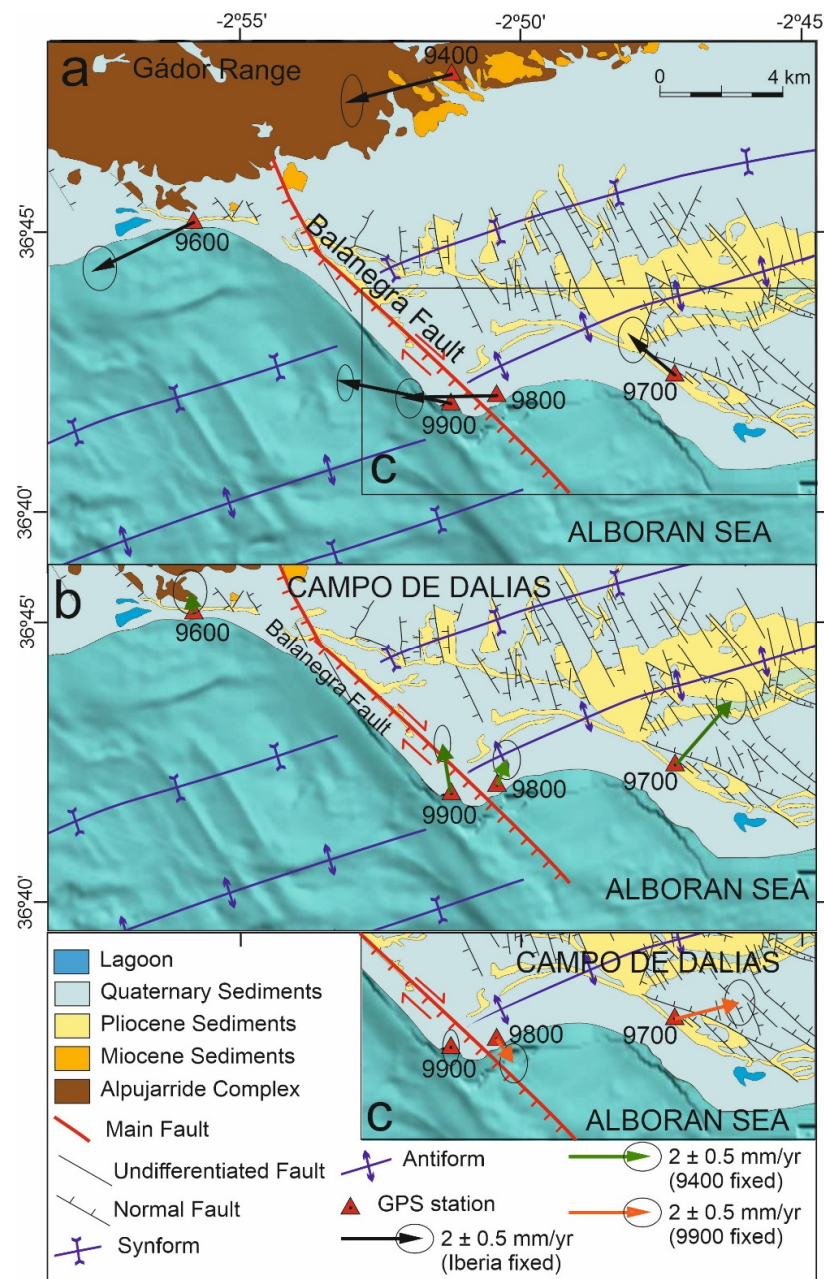 -2°55'
-2°50'
-2°45'
a
Gádor Range
9400
0 4 km
36°45'
9600
Balanegra Fault
9700
9800
9900
c
36°40'
ALBORAN SEA
b
CAMPO DE DALIAS
36°45'
9600
Balanegra Fault
9700
9800
9900
36°40'
ALBORAN SEA
CAMPO DE DALIAS
9800
9700
9900
c
ALBORAN SEA
Lagoon
Quaternary Sediments
Pliocene Sediments
Miocene Sediments
Alpujarride Complex
Main Fault
Undifferentiated Fault
Normal Fault
Synform
Antiform
GPS station
2 ± 0.5 mm/yr
(Iberia fixed)
2 ± 0.5 mm/yr
(9400 fixed)
2 ± 0.5 mm/yr
(9900 fixed)